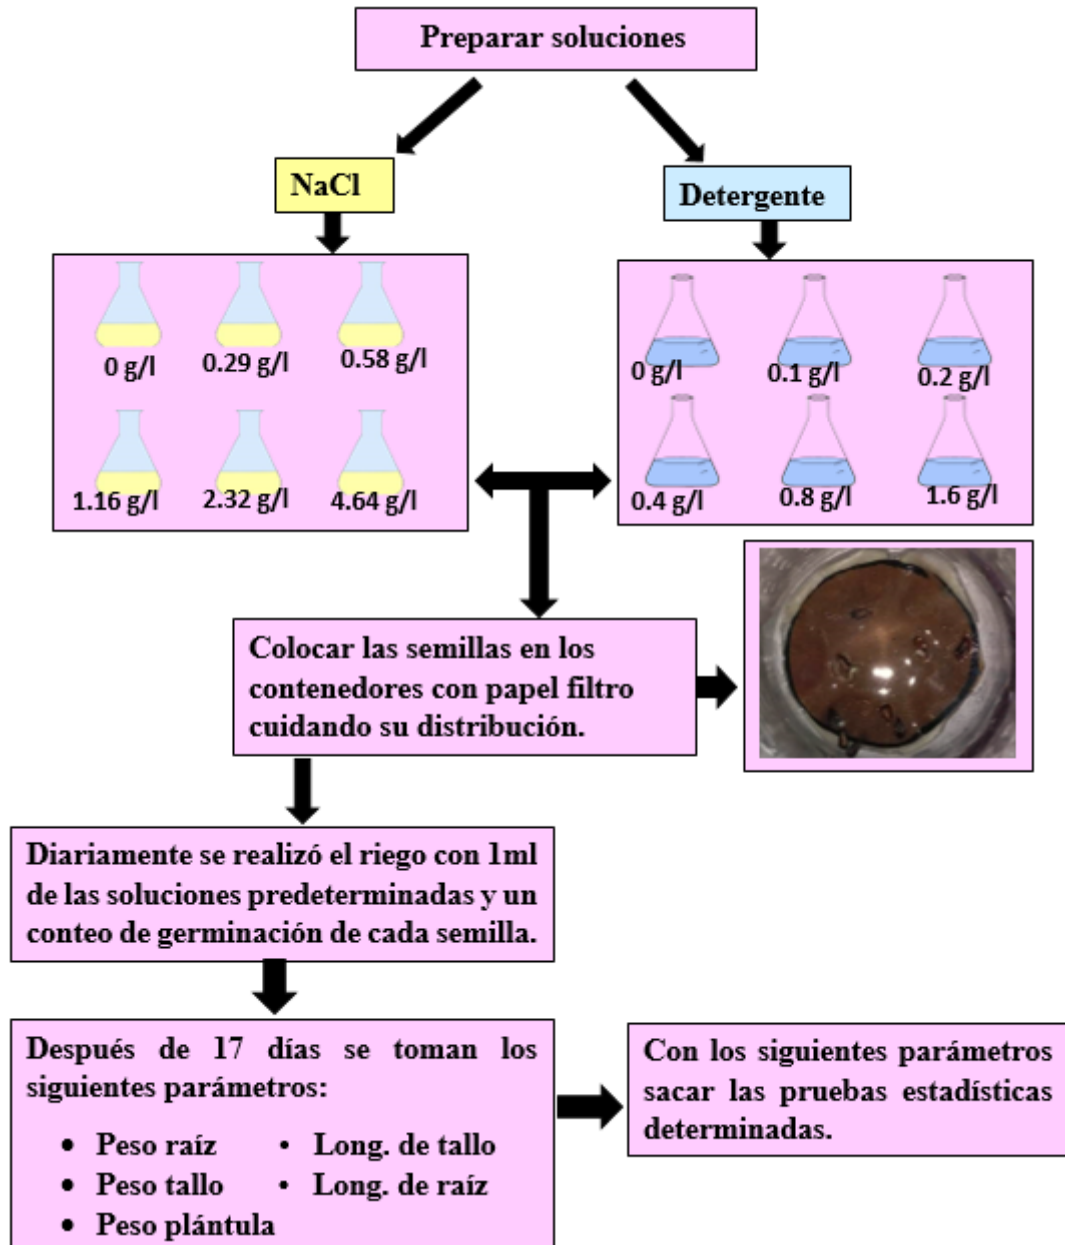 Preparar soluciones
NaCl
Detergente
0 g/l
0.29 g/l
0.58 g/l
1.16 g/l
2.32 g/l
4.64 g/l
0 g/l
0.1 g/l
0.2 g/l
0.4 g/l
0.8 g/l
1.6 g/l
Colocar las semillas en los
contenedores con papel filtro
cuidando su distribución.
Diariamente se realizó el riego con 1ml
de las soluciones predeterminadas y un
conteo de germinación de cada semilla.
Después de 17 días se toman los
siguientes parámetros:
• Peso raíz
• Peso tallo
• Peso plántula
• Long. de tallo
• Long. de raíz
Con los siguientes parámetros
sacar las pruebas estadísticas
determinadas.